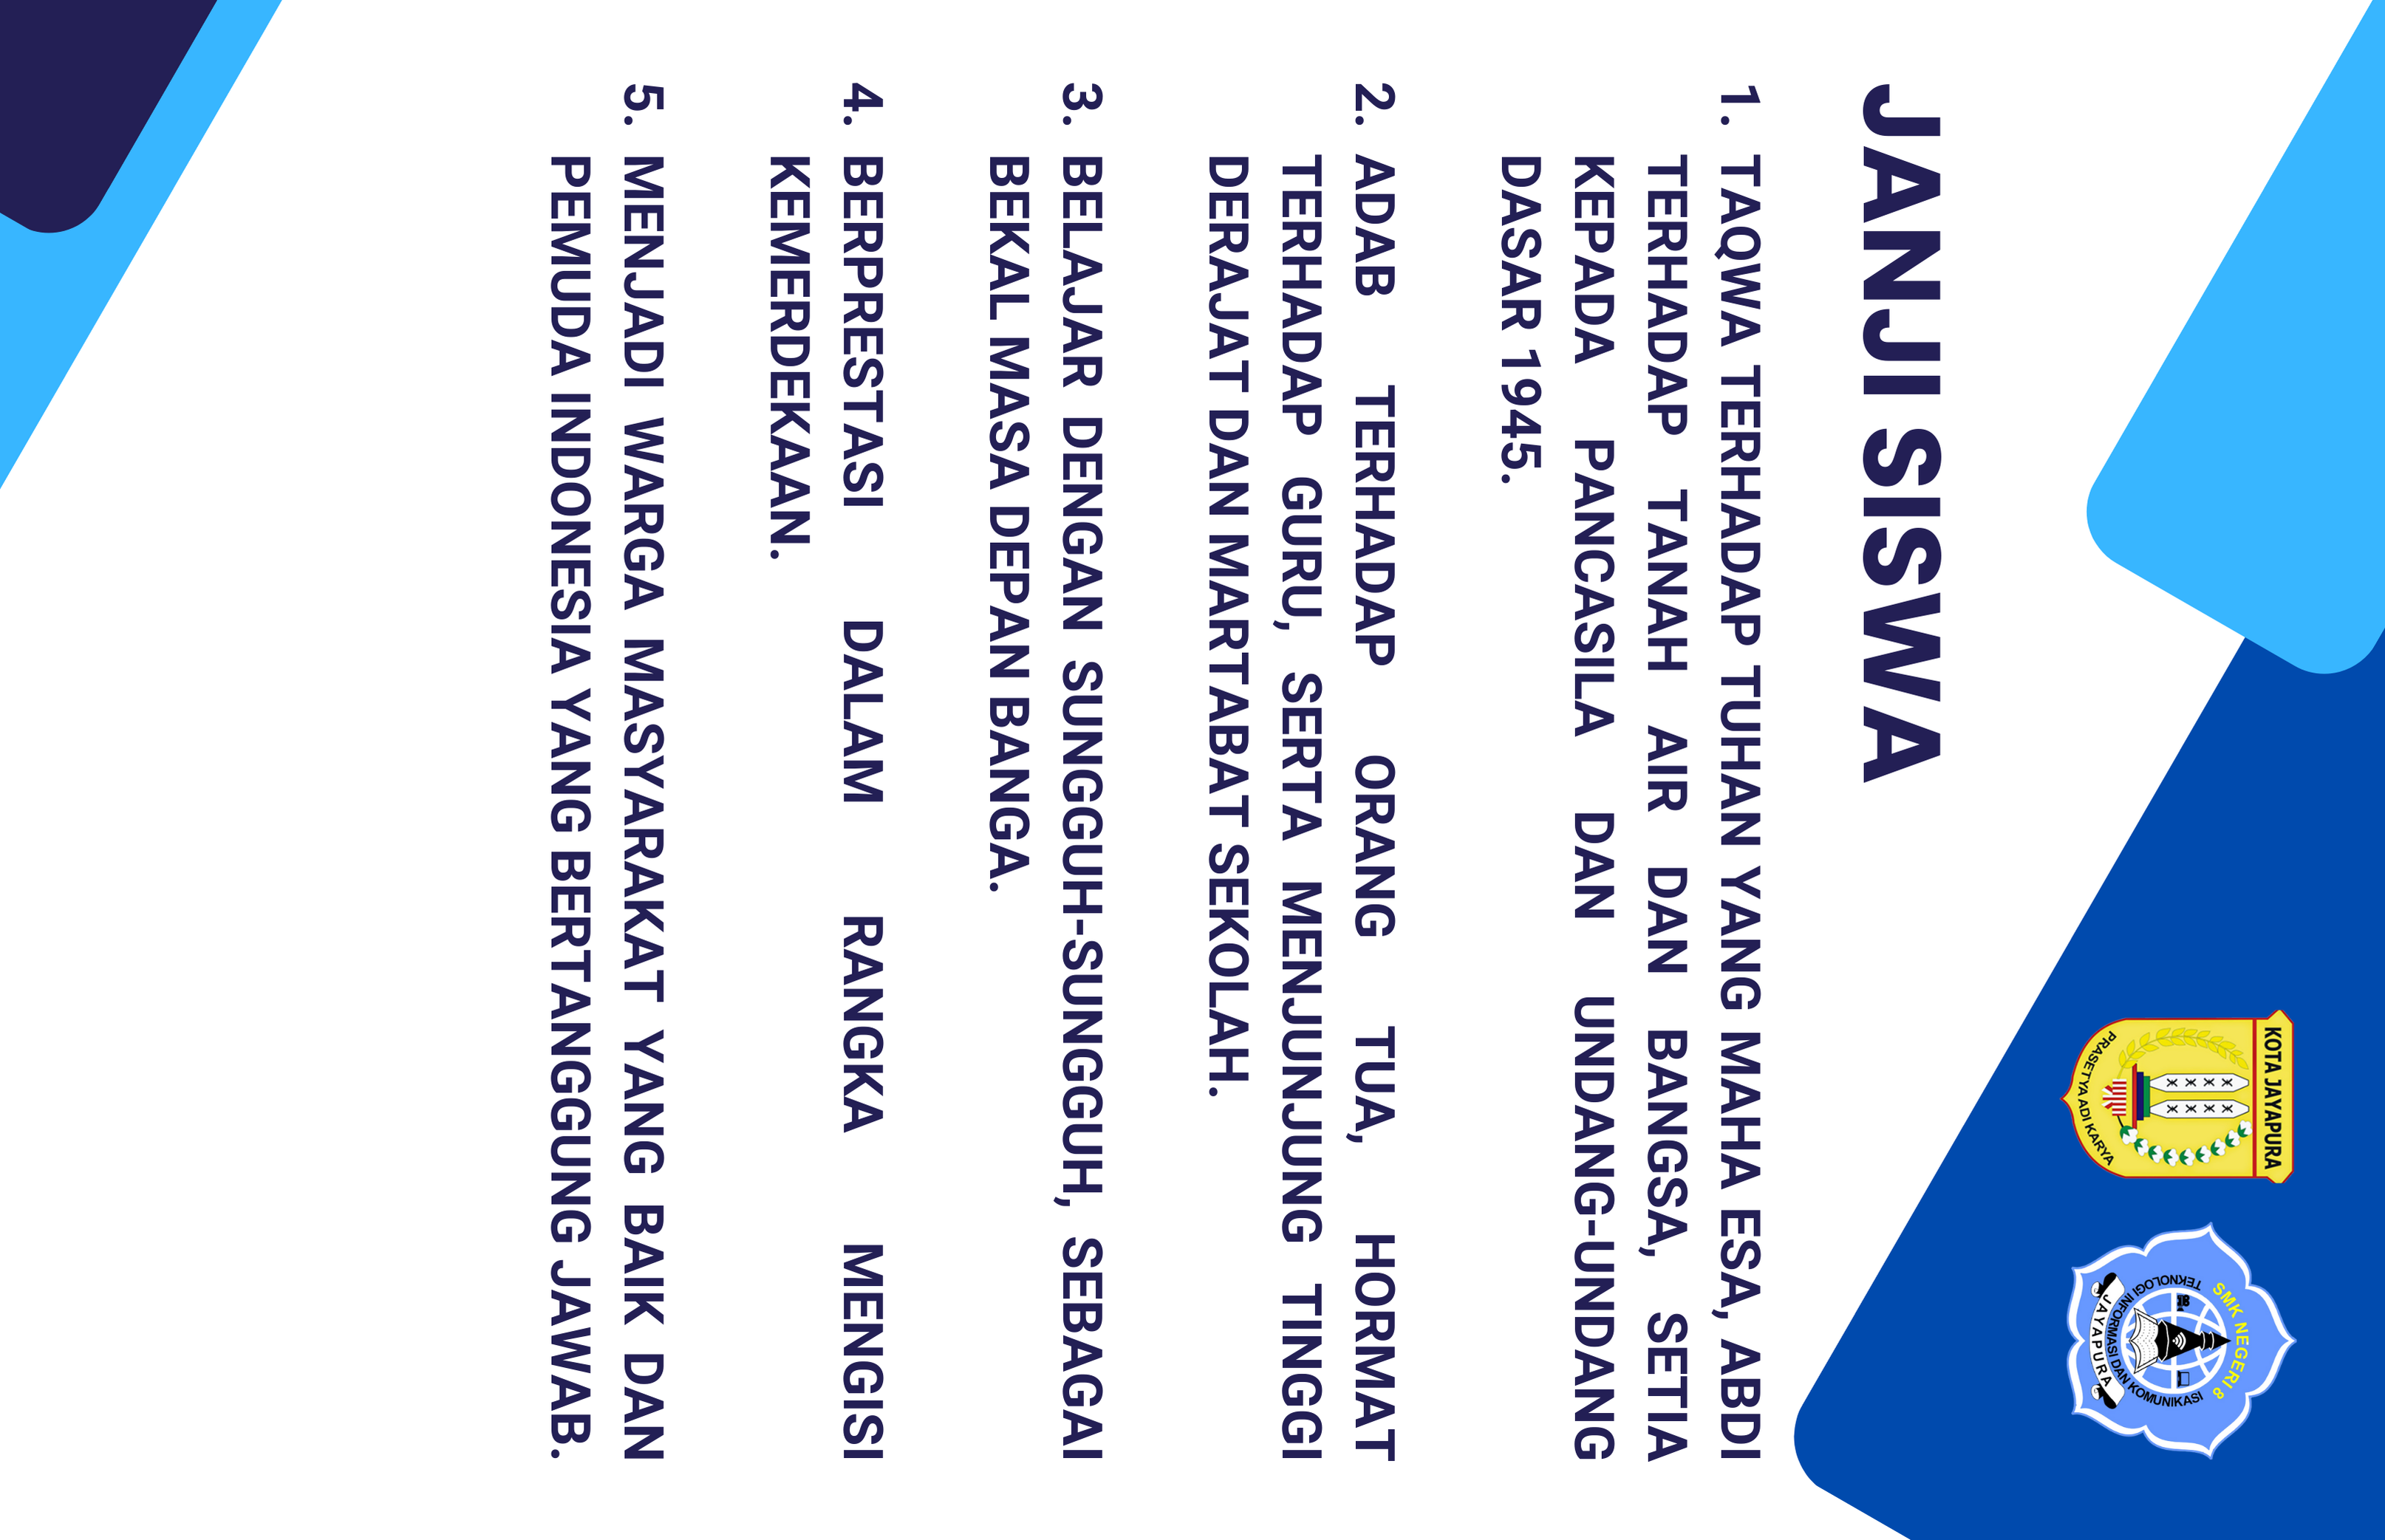 KOTA JAYAPURA
PRASETYA ADI KARYA
SMK NEGERI 8
TEKNOLOGI INFORMASI DAN KOMUNIKASI
JAYAPURA
JANJI SISWA
1. TAQWA TERHADAP TUHAN YANG MAHA ESA, ABDI
TERHADAP TANAH AIR DAN BANGSA, SETIA
KEPADA PANCASILA DAN UNDANG-UNDANG
DASAR 1945.
2. ADAB TERHADAP ORANG TUA, HORMAT
TERHADAP GURU, SERTA MENJUNJUNG TINGGI
DERAJAT DAN MARTABAT SEKOLAH.
3. BELAJAR DENGAN SUNGGUH-SUNGGUH, SEBAGAI
BEKAL MASA DEPAN BANGA.
4. BERPRESTASI DALAM RANGKA MENGISI
KEMERDEKAAN.
5. MENJADI WARGA MASYARAKAT YANG BAIK DAN
PEMUDA INDONESIA YANG BERTANGGUNG JAWAB.